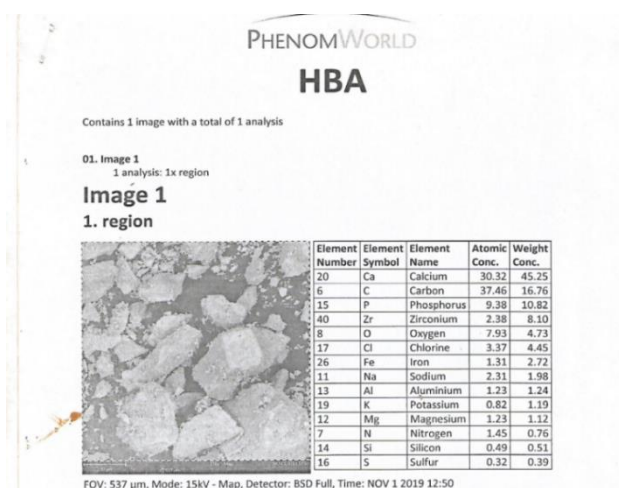 PHENOMWORLD
HBA
Contains 1 image with a total of 1 analysis
01. Image 1
1 analysis: 1x region
Image 1
1. region
Element Number Element Symbol Element Name Atomic Conc. Weight Conc.
20 Ca Calcium 30.32 45.25
6 C Carbon 37.46 16.76
15 P Phosphorus 9.38 10.82
40 Zr Zirconium 2.38 8.10
8 O Oxygen 7.93 4.73
17 Cl Chlorine 3.37 4.45
26 Fe Iron 1.31 2.72
11 Na Sodium 2.31 1.98
13 Al Aluminium 1.23 1.24
19 K Potassium 0.82 1.19
12 Mg Magnesium 1.23 1.12
7 N Nitrogen 1.45 0.76
14 Si Silicon 0.49 0.51
16 S Sulfur 0.32 0.39
FOV: 537 µm, Mode: 15kV - Map, Detector: BSD Full, Time: NOV 1 2019 12:50